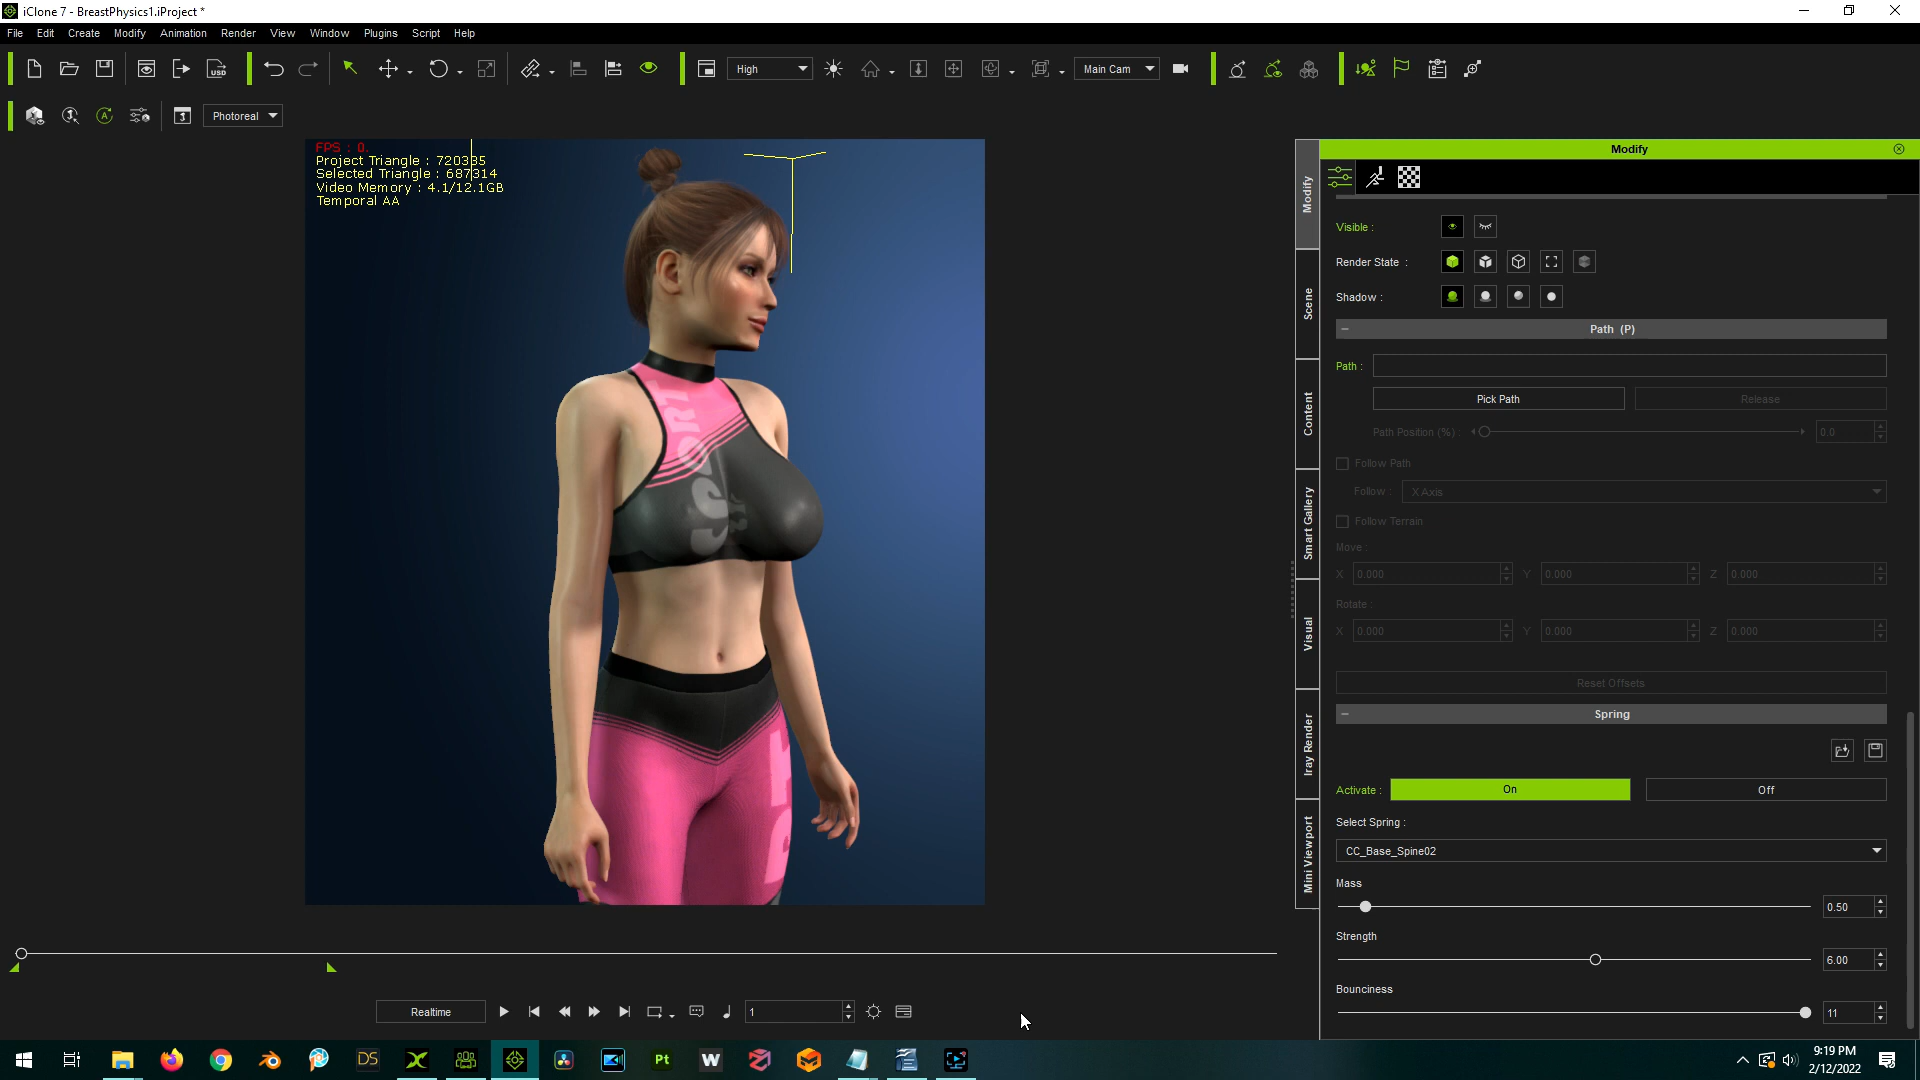 iClone 7 - BreastPhysics1.iProject *
File Edit Create Modify Animation Render View Window Plugins Script Help
USD High Main Cam
Photoreal
FPS : 0.
Project Triangle : 720335
Selected Triangle : 687314
Video Memory : 4.1/12.1GB
Temporal AA
SPORT
Modify
Scene
Content
Smart Gallery
Visual
Iray Render
Mini Viewport
Modify
Visible :
Render State :
Shadow :
Path (P)
Path :
Pick Path Release
Path Position (%) : 0.0
Follow Path
Follow : X Axis
Follow Terrain
Move :
X 0.000 Y 0.000 Z 0.000
Rotate :
X 0.000 Y 0.000 Z 0.000
Reset Offsets
Spring
Activate : On Off
Select Spring :
CC_Base_Spine02
Mass
0.50
Strength
6.00
Bounciness
11
Realtime 1
DS Pt W
9:19 PM
2/12/2022